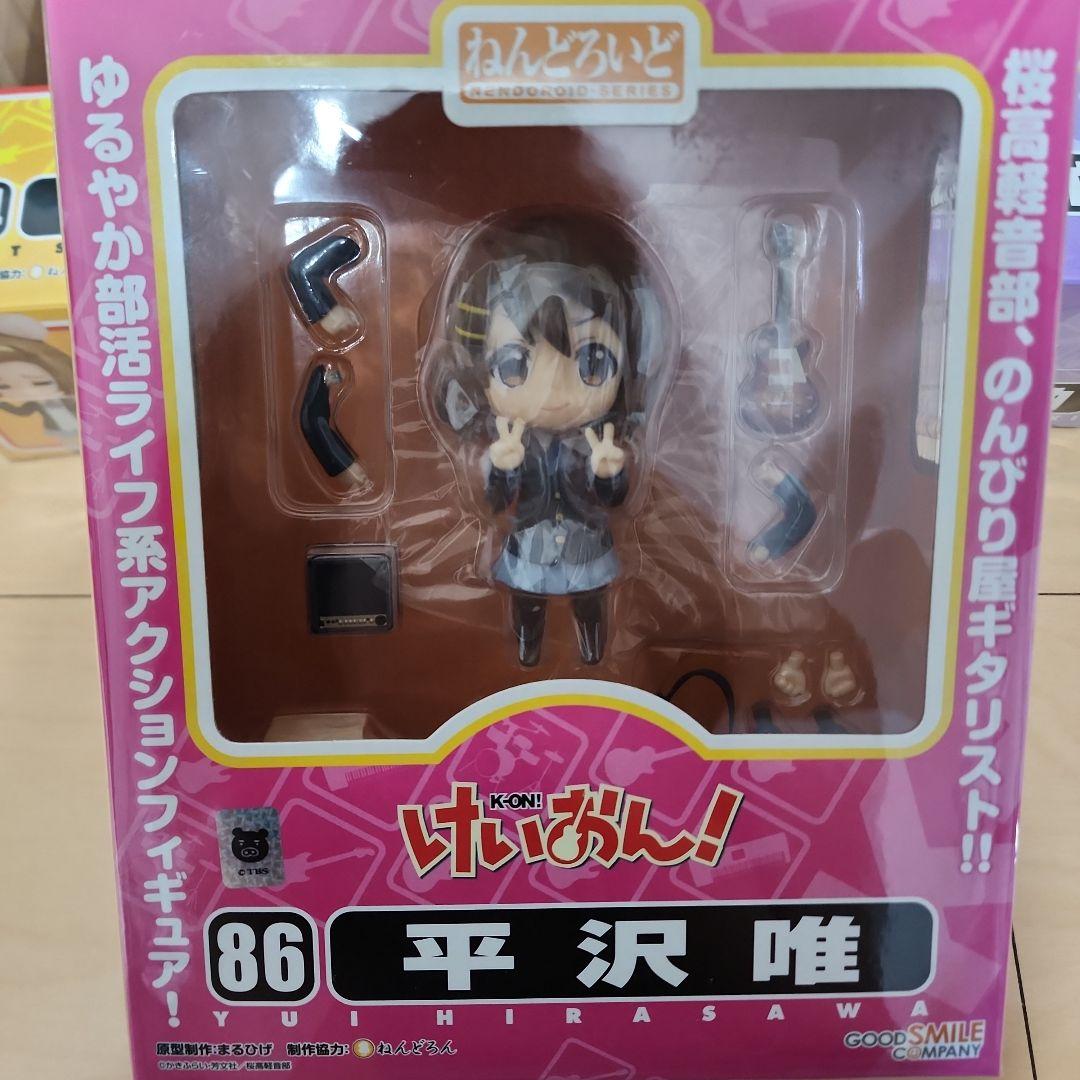 ねんどろいど
NENDOROID SERIES
桜高軽音部、のんびり屋ギタリスト!!
ゆるやか部活ライフ系アクションフィギュア!
K-ON!
けいおん!
©TBS
86
平沢唯
YUI HIRASAWA
原型制作:まるひげ 制作協力: ねんどろん
©かきふらい・芳文社/桜高軽音部
GOOD SMILE
COMPANY